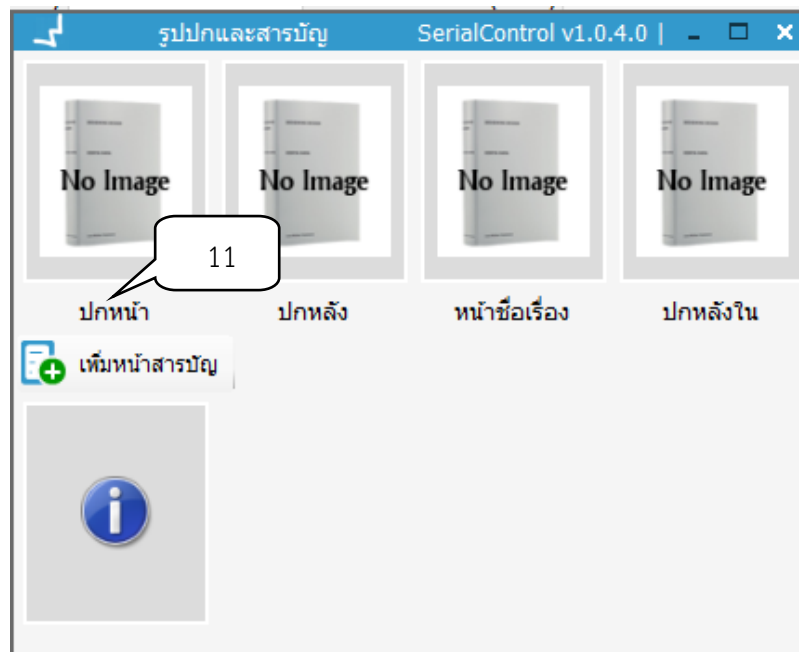 รูปปกและสารบัญ SerialControl v1.0.4.0 |
No Image No Image No Image No Image
11
ปกหน้า ปกหลัง หน้าชื่อเรื่อง ปกหลังใน
เพิ่มหน้าสารบัญ